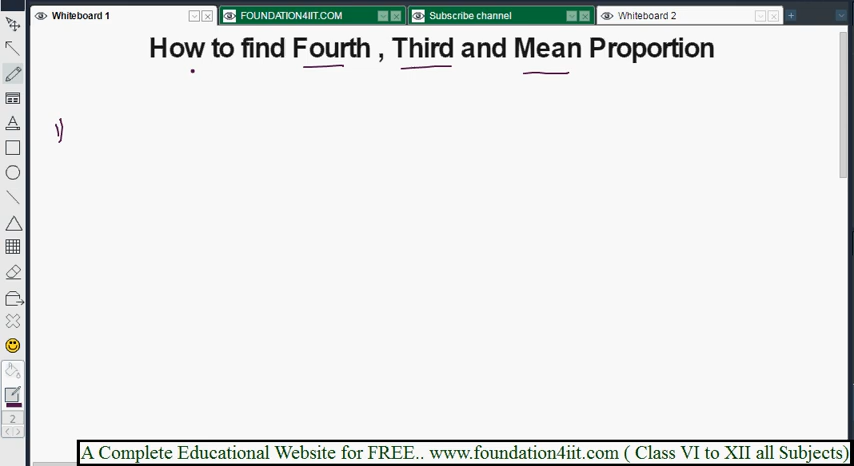 Whiteboard 1 FOUNDATION4IIT.COM Subscribe channel Whiteboard 2
How to find Fourth , Third and Mean Proportion
1)
2
A Complete Educational Website for FREE.. www.foundation4iit.com ( Class VI to XII all Subjects)